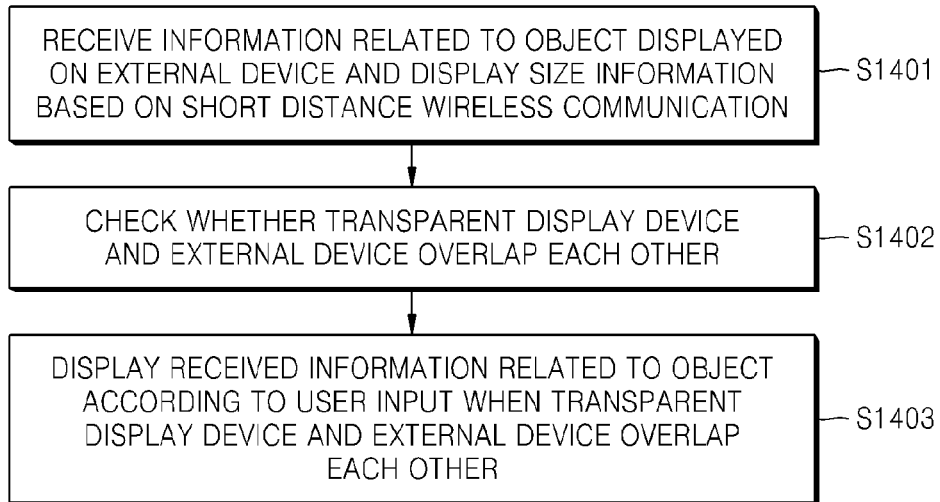 RECEIVE INFORMATION RELATED TO OBJECT DISPLAYED
ON EXTERNAL DEVICE AND DISPLAY SIZE INFORMATION
BASED ON SHORT DISTANCE WIRELESS COMMUNICATION
S1401
CHECK WHETHER TRANSPARENT DISPLAY DEVICE
AND EXTERNAL DEVICE OVERLAP EACH OTHER
S1402
DISPLAY RECEIVED INFORMATION RELATED TO OBJECT
ACCORDING TO USER INPUT WHEN TRANSPARENT
DISPLAY DEVICE AND EXTERNAL DEVICE OVERLAP
EACH OTHER
S1403